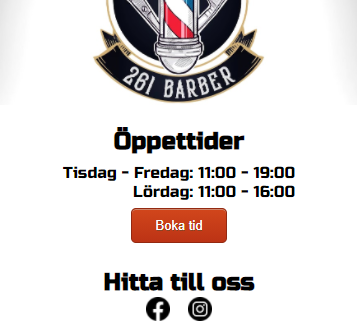 261 BARBER
Öppettider
Tisdag - Fredag: 11:00 - 19:00
Lördag: 11:00 - 16:00
Boka tid
Hitta till oss